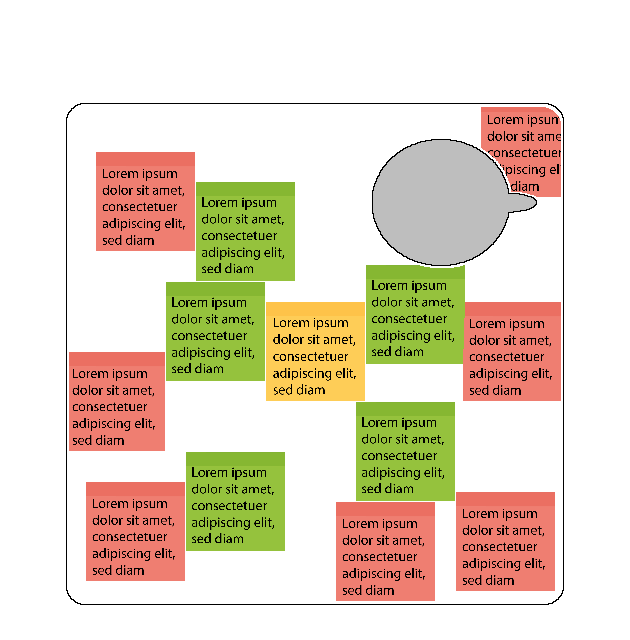 Lorem ipsun
dolor sit ame
consectetuer
adipiscing el
diam
Lorem ipsum
dolor sit amet,
consectetuer
adipiscing elit,
sed diam
Lorem ipsum
dolor sit amet,
consectetuer
adipiscing elit,
sed diam
Lorem ipsum
dolor sit amet,
consectetuer
adipiscing elit,
sed diam
Lorem ipsum
dolor sit amet,
consectetuer
adipiscing elit,
sed diam
Lorem ipsum
dolor sit amet,
consectetuer
adipiscing elit,
sed diam
Lorem ipsum
dolor sit amet,
consectetuer
adipiscing elit,
sed diam
Lorem ipsum
dolor sit amet,
consectetuer
adipiscing elit,
sed diam
Lorem ipsum
dolor sit amet,
consectetuer
adipiscing elit,
sed diam
Lorem ipsum
dolor sit amet,
consectetuer
adipiscing elit,
sed diam
Lorem ipsum
dolor sit amet,
consectetuer
adipiscing elit,
sed diam
Lorem ipsum
dolor sit amet,
consectetuer
adipiscing elit,
sed diam
Lorem ipsum
dolor sit amet,
consectetuer
adipiscing elit,
sed diam